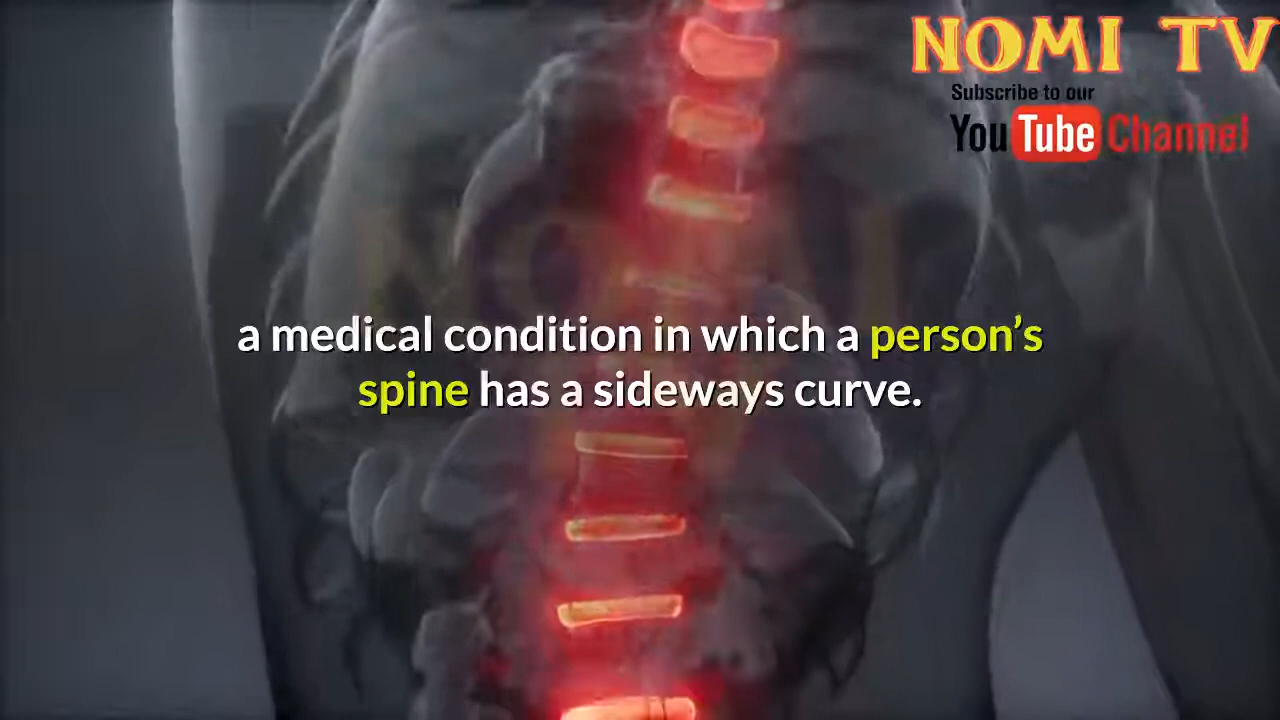 NOMI TV
Subscribe to our
YouTube Channel
a medical condition in which a person’s
spine has a sideways curve.